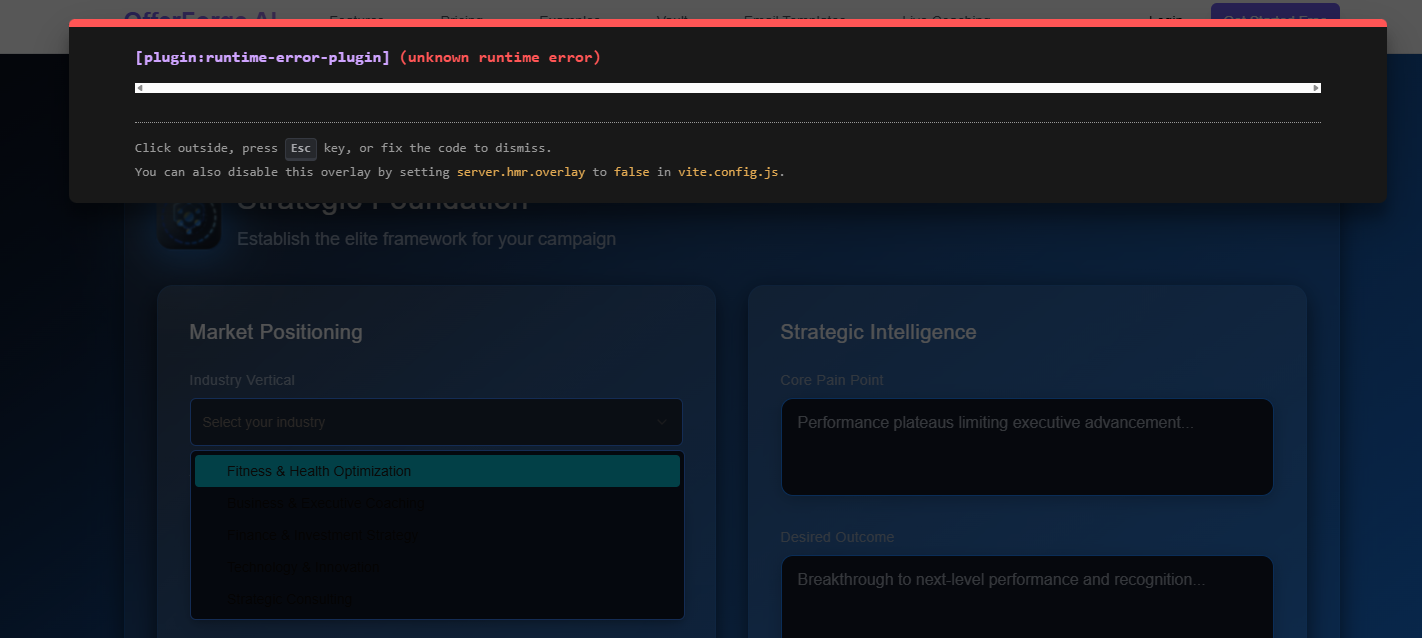 OfferForge AI Features Pricing Examples Vault Email Templates Live Coaching Login Get Started Free
[plugin:runtime-error-plugin] (unknown runtime error)
Click outside, press Esc key, or fix the code to dismiss.
You can also disable this overlay by setting server.hmr.overlay to false in vite.config.js.
Strategic Foundation
Establish the elite framework for your campaign
Market Positioning
Industry Vertical
Select your industry
Fitness & Health Optimization
Business & Executive Coaching
Finance & Investment Strategy
Technology & Innovation
Strategic Consulting
Strategic Intelligence
Core Pain Point
Performance plateaus limiting executive advancement...
Desired Outcome
Breakthrough to next-level performance and recognition...